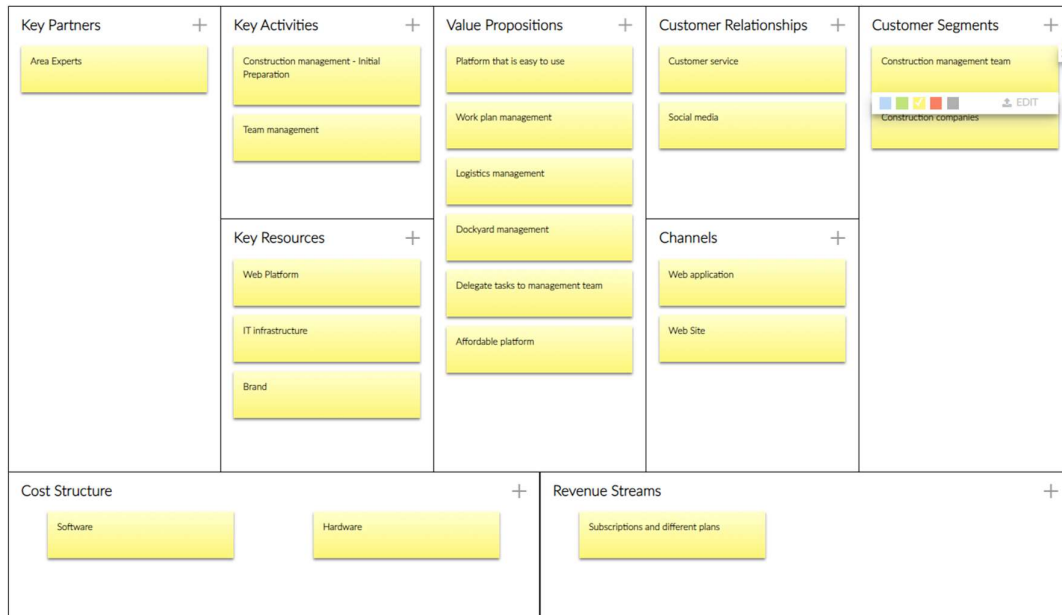 Key Partners
Area Experts
Key Activities
Construction management - Initial
Preparation
Team management
Key Resources
Web Platform
IT infrastructure
Brand
Value Propositions
Platform that is easy to use
Work plan management
Logistics management
Dockyard management
Delegate tasks to management team
Affordable platform
Customer Relationships
Customer service
Social media
Channels
Web application
Web Site
Customer Segments
Construction management team
EDIT
Construction companies
Cost Structure
Software
Hardware
Revenue Streams
Subscriptions and different plans